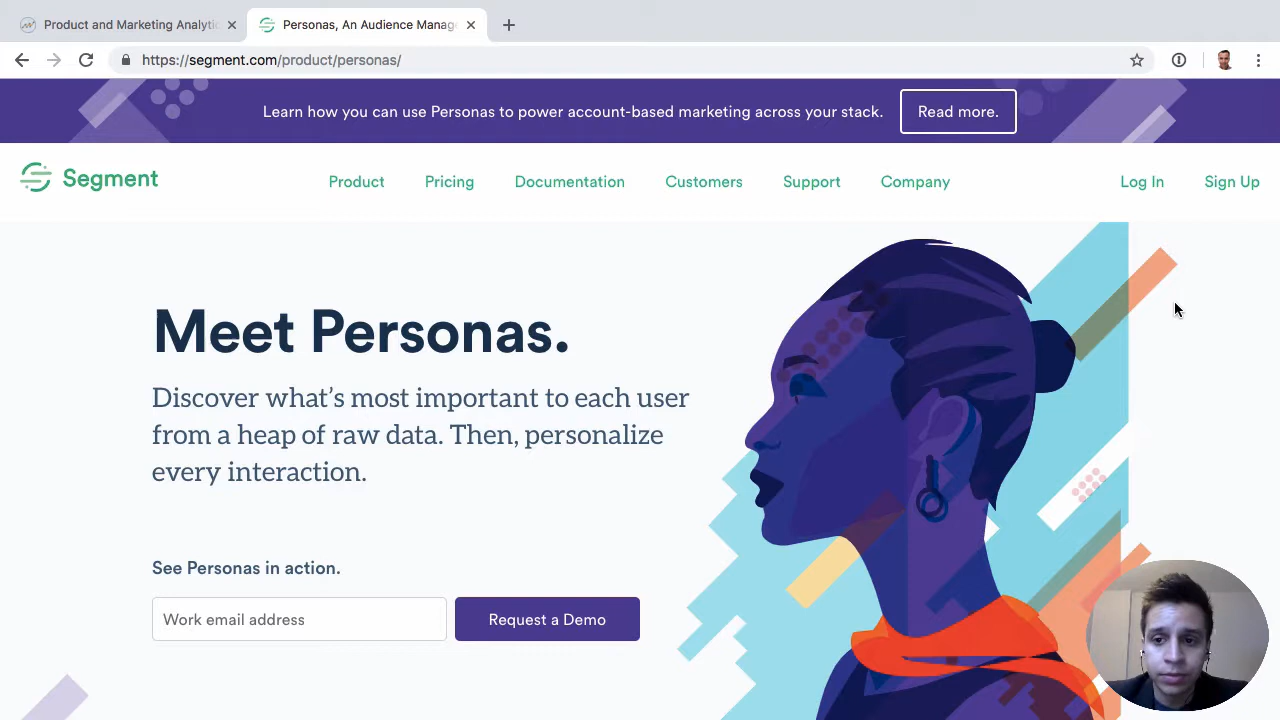 Product and Marketing Analytic
Personas, An Audience Manage
https://segment.com/product/personas/
Learn how you can use Personas to power account-based marketing across your stack.
Read more.
Segment
Product
Pricing
Documentation
Customers
Support
Company
Log In
Sign Up
Meet Personas.
Discover what’s most important to each user
from a heap of raw data. Then, personalize
every interaction.
See Personas in action.
Work email address
Request a Demo